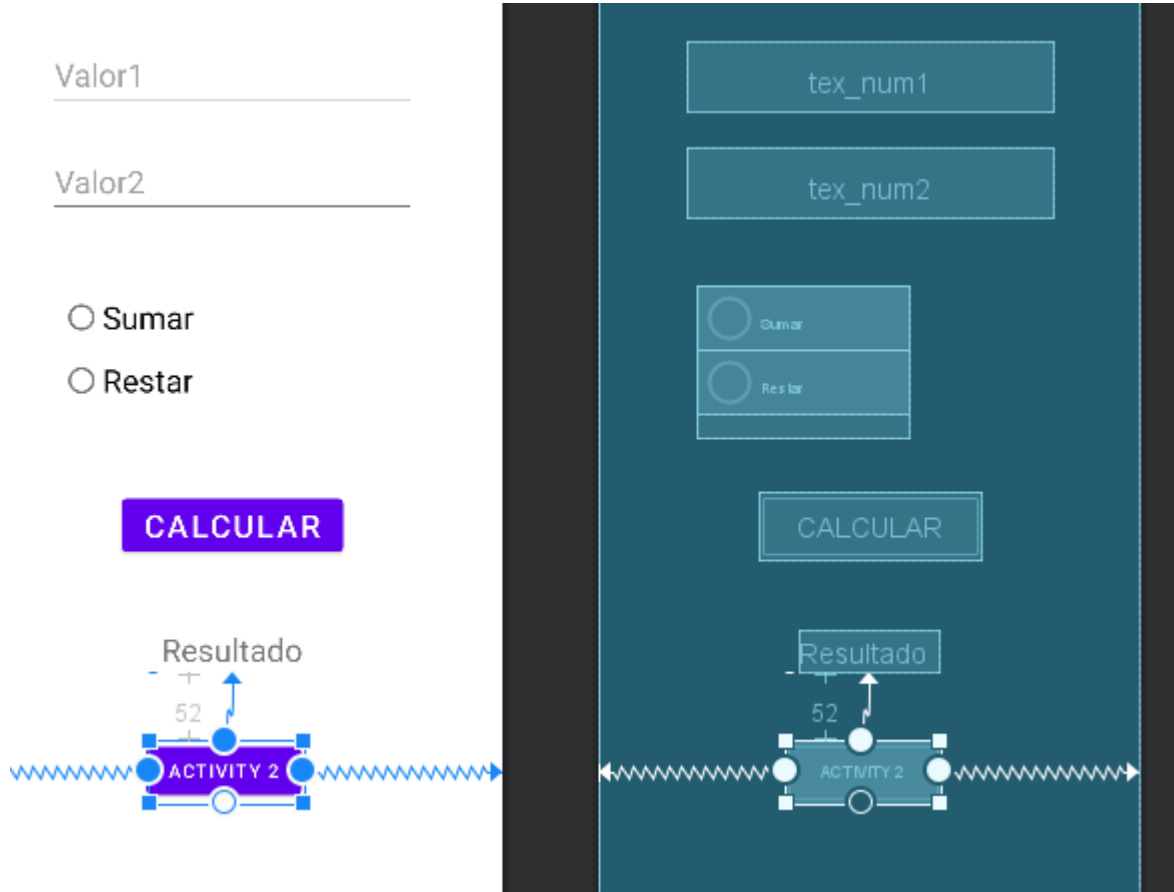 Valor1
Valor2
Sumar
Restar
CALCULAR
Resultado
52
ACTIVITY 2
tex_num1
tex_num2
Sumar
Restar
CALCULAR
Resultado
52
ACTIVITY 2